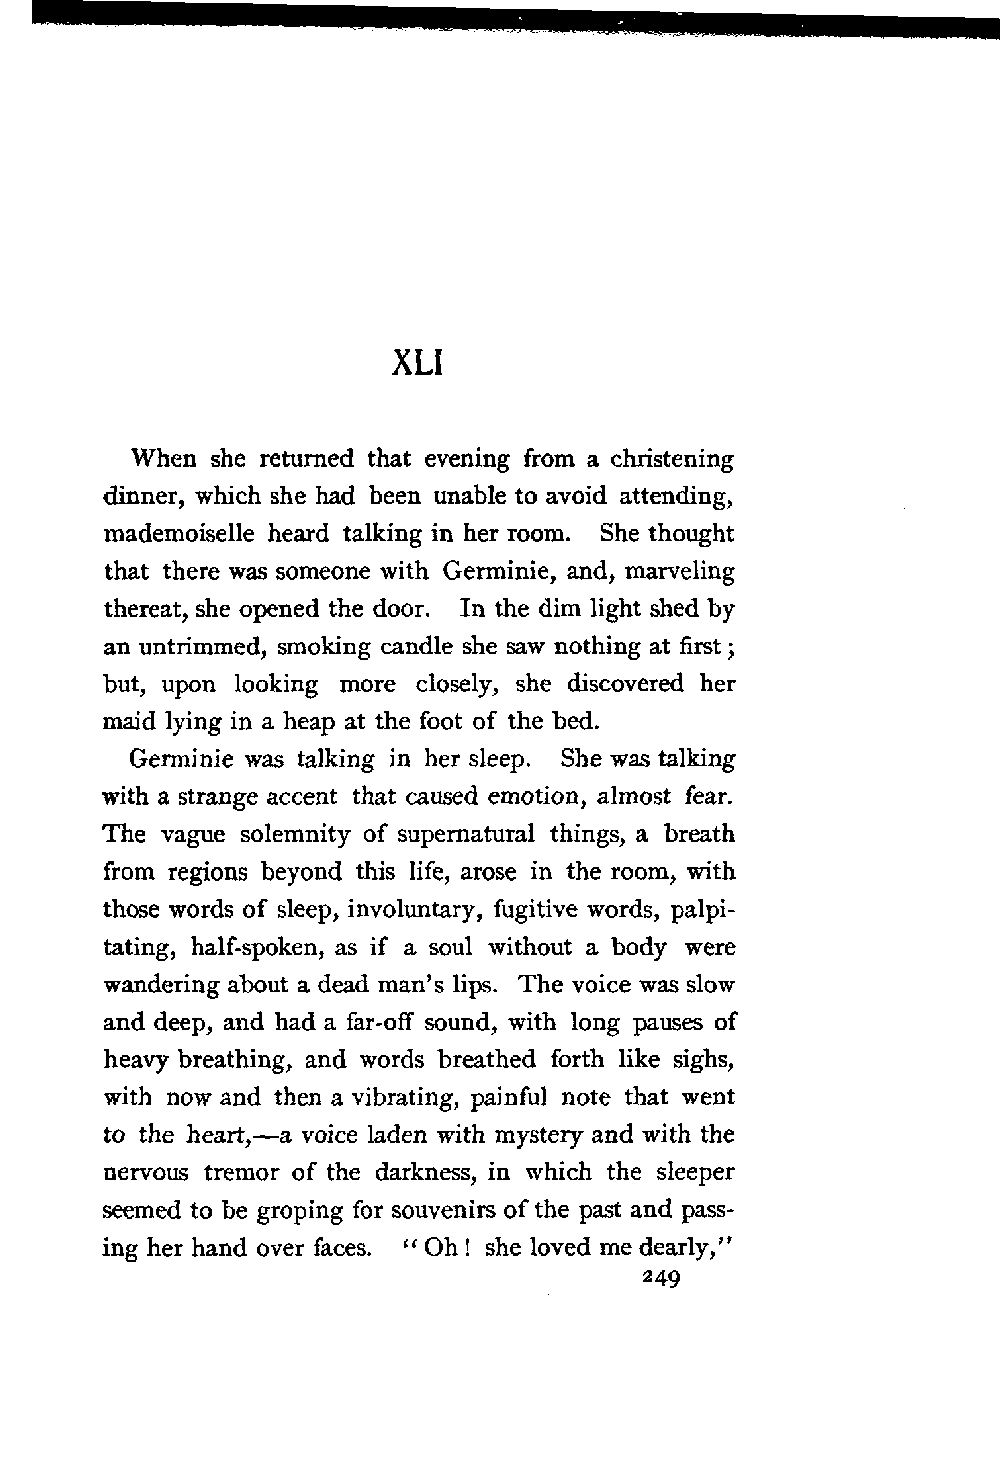 XLI
When she returned that evening from a christening
dinner, which she had been unable to avoid attending,
mademoiselle heard talking in her room. She thought
that there was someone with Germinie, and, marveling
thereat, she opened the door. In the dim light shed by
an untrimmed, smoking candle she saw nothing at first;
but, upon looking more closely, she discovered her
maid lying in a heap at the foot of the bed.
Germinie was talking in her sleep. She was talking
with a strange accent that caused emotion, almost fear.
The vague solemnity of supernatural things, a breath
from regions beyond this life, arose in the room, with
those words of sleep, involuntary, fugitive words, palpi-
tating, half-spoken, as if a soul without a body were
wandering about a dead man's lips. The voice was slow
and deep, and had a far-off sound, with long pauses of
heavy breathing, and words breathed forth like sighs,
with now and then a vibrating, painful note that went
to the heart,—a voice laden with mystery and with the
nervous tremor of the darkness, in which the sleeper
seemed to be groping for souvenirs of the past and pass-
ing her hand over faces. "Oh! she loved me dearly,"
249